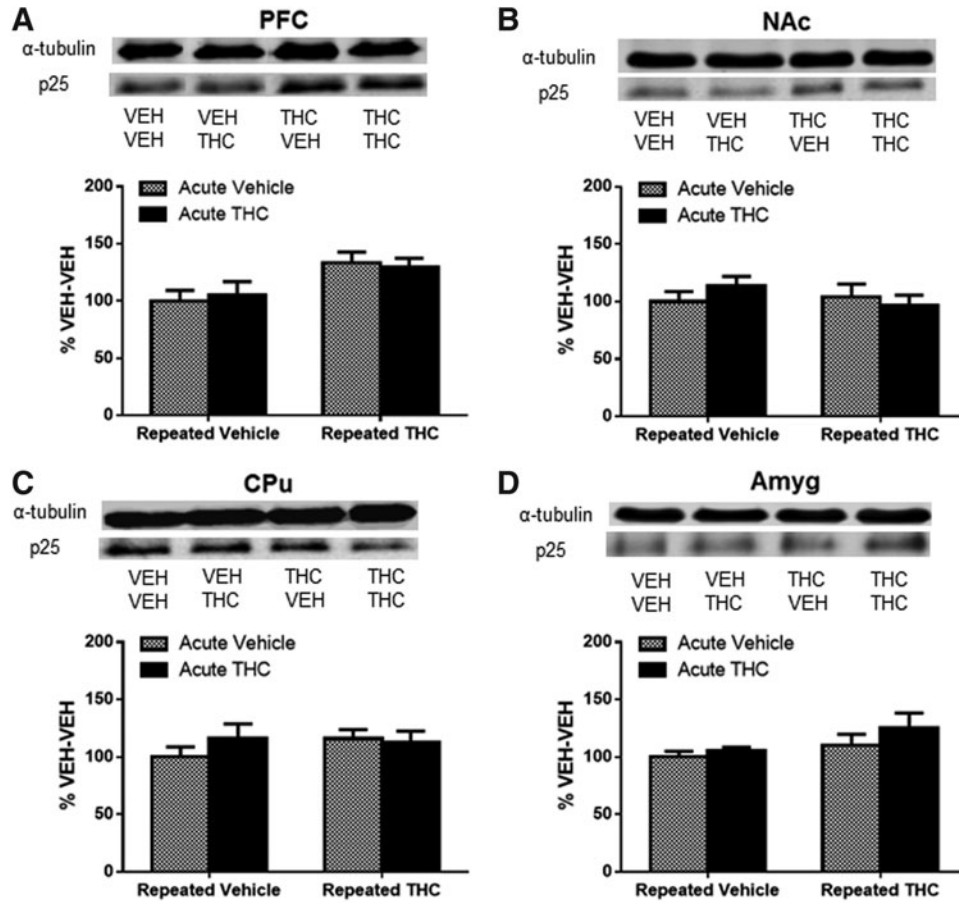 A
PFC
α-tubulin
p25
VEH VEH THC THC
VEH THC VEH THC
200
150
100
50
0
% VEH-VEH
Acute Vehicle
Acute THC
Repeated Vehicle Repeated THC
B
NAc
α-tubulin
p25
VEH VEH THC THC
VEH THC VEH THC
200
150
100
50
0
% VEH-VEH
Acute Vehicle
Acute THC
Repeated Vehicle Repeated THC
C
CPu
α-tubulin
p25
VEH VEH THC THC
VEH THC VEH THC
200
150
100
50
0
% VEH-VEH
Acute Vehicle
Acute THC
Repeated Vehicle Repeated THC
D
Amyg
α-tubulin
p25
VEH VEH THC THC
VEH THC VEH THC
200
150
100
50
0
% VEH-VEH
Acute Vehicle
Acute THC
Repeated Vehicle Repeated THC